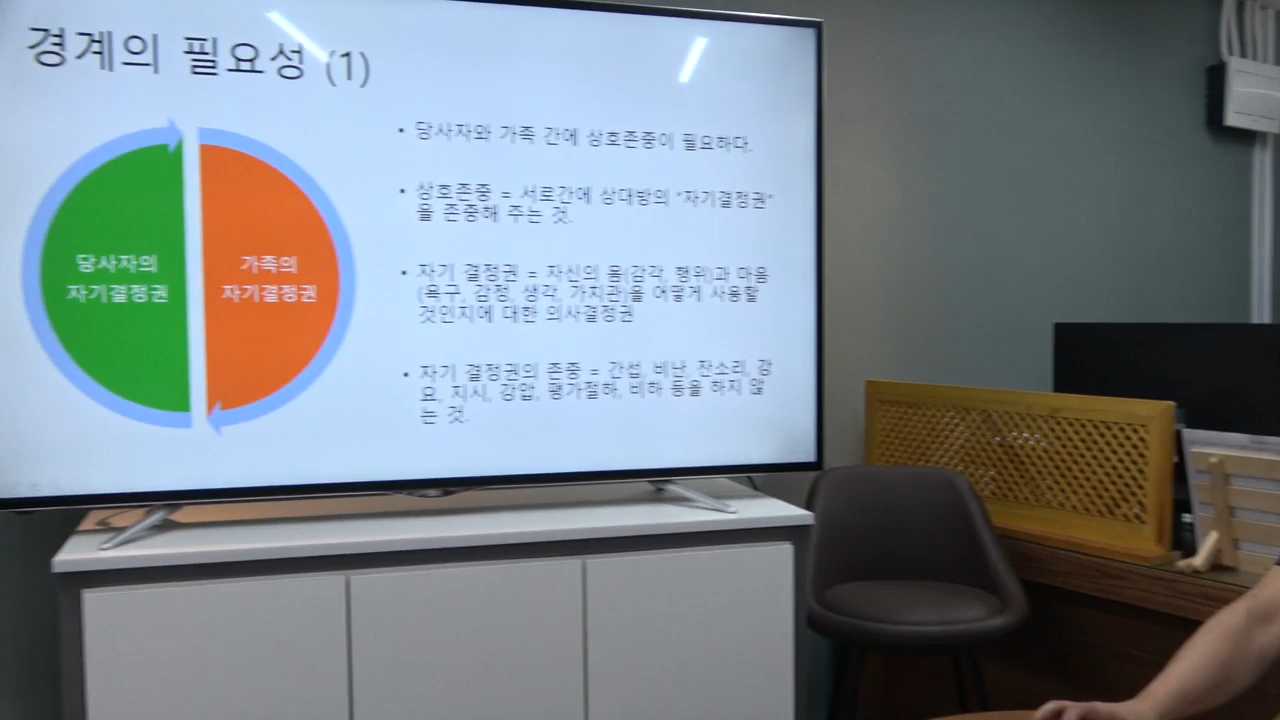 경계의 필요성 (1)
당사자의
자기결정권
가족의
자기결정권
• 당사자와 가족 간에 상호존중이 필요하다.
• 상호존중 = 서로간에 상대방의 "자기결정권"
을 존중해 주는 것.
• 자기 결정권 = 자신의 몸(감각, 행위)과 마음
(욕구, 감정, 생각, 가치관)을 어떻게 사용할
것인지에 대한 의사결정권
• 자기 결정권의 존중 = 간섭, 비난, 잔소리, 강
요, 지시, 강압, 평가절하, 비하 등을 하지 않
는 것.